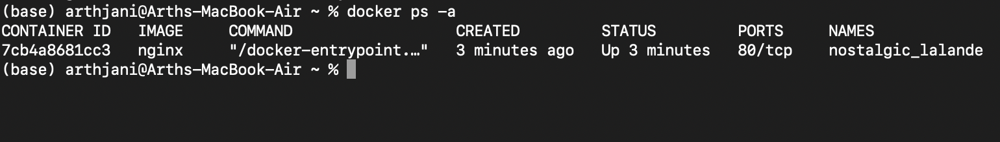 (base) arthjani@Arths-MacBook-Air ~ % docker ps -a
CONTAINER ID   IMAGE     COMMAND                  CREATED         STATUS         PORTS     NAMES
7cb4a8681cc3   nginx     "/docker-entrypoint.…"   3 minutes ago   Up 3 minutes   80/tcp    nostalgic_lalande
(base) arthjani@Arths-MacBook-Air ~ %